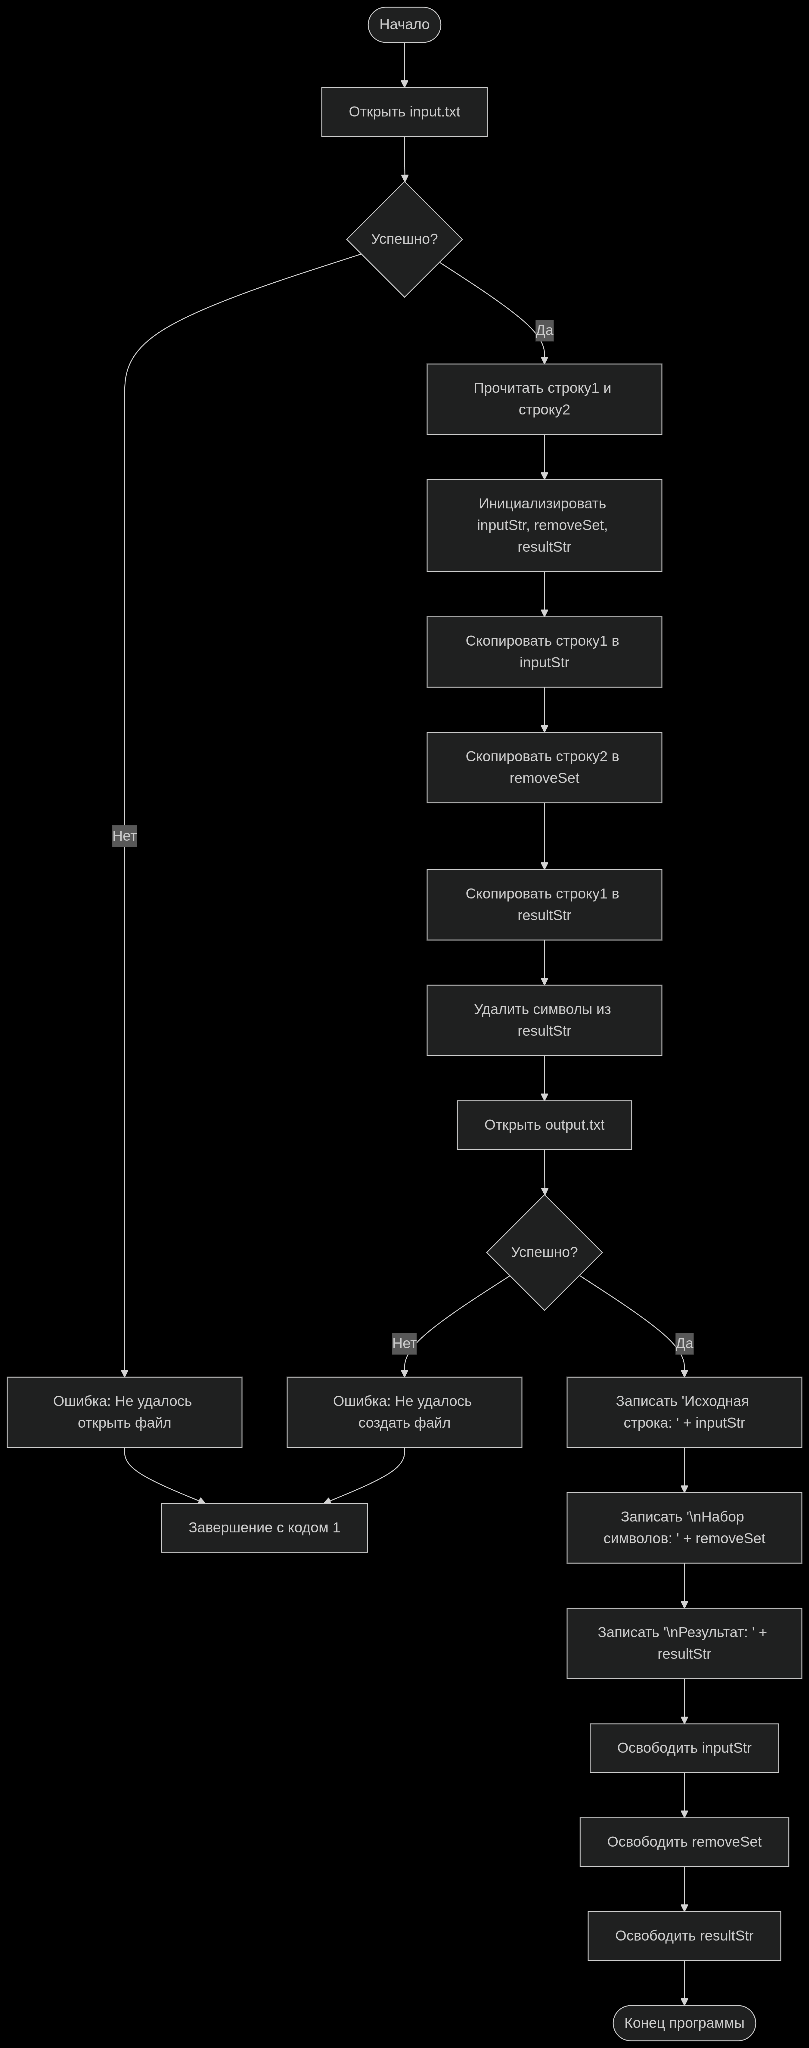 Начало
Открыть input.txt
Успешно?
Да
Прочитать строку1 и
строку2
Инициализировать
inputStr, removeSet,
resultStr
Скопировать строку1 в
inputStr
Скопировать строку2 в
removeSet
Нет
Скопировать строку1 в
resultStr
Удалить символы из
resultStr
Открыть output.txt
Успешно?
Нет
Да
Ошибка: Не удалось
открыть файл
Ошибка: Не удалось
создать файл
Записать 'Исходная
строка: ' + inputStr
Завершение с кодом 1
Записать '\nНабор
символов: ' + removeSet
Записать '\nРезультат: ' +
resultStr
Освободить inputStr
Освободить removeSet
Освободить resultStr
Конец программы